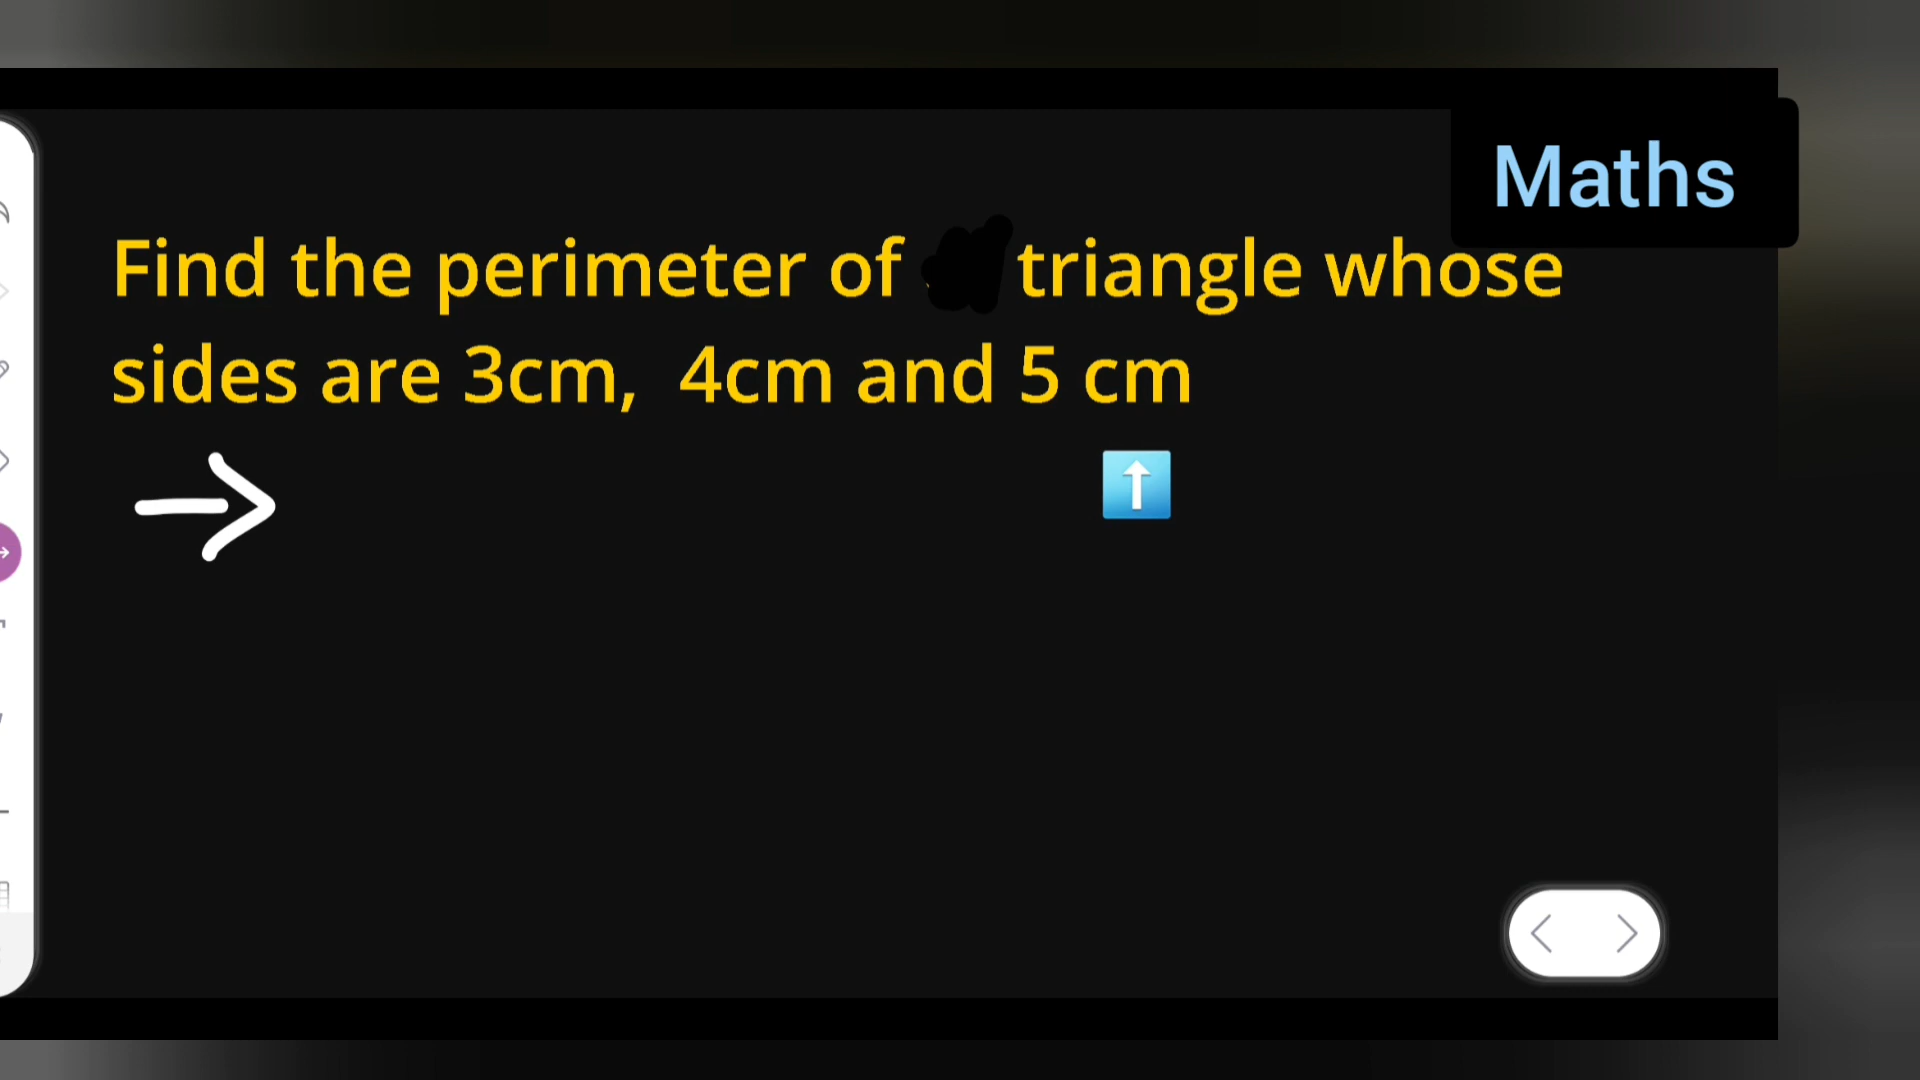 Maths
Find the perimeter of triangle whose
sides are 3cm, 4cm and 5 cm